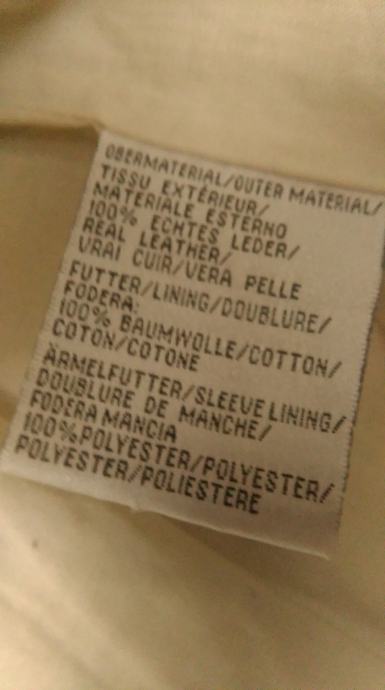 OBERMATERIAL/OUTER MATERIAL/
TISSU EXTÉRIEUR/
MATERIALE ESTERNO
100% ECHTES LEDER/
REAL LEATHER/
VRAI CUIR/VERA PELLE
FUTTER/LINING/DOUBLURE/
FODERA:
100% BAUMWOLLE/COTTON/
COTON/COTONE
ÄRMELFUTTER/SLEEVE LINING/
DOUBLURE DE MANCHE/
FODERA MANCIA
100%POLYESTER/POLYESTER/
POLYESTER/POLIESTERE